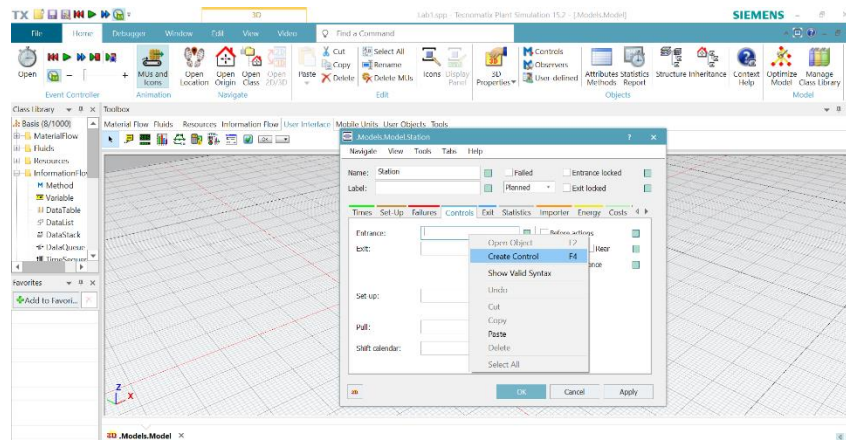 TX
3D
Lab1.spp - Tecnomatix Plant Simulation 15.2 - [.Models.Model]
SIEMENS
File Home Debugger Window Edit View Video Find a Command
Open
MUs and Icons
Open Location
Open Origin
Open Class
Open 2D/3D
Paste
Cut
Copy
Delete
Select All
Rename
Delete MUs
Icons
Display Panel
3D Properties
Controls
Observers
User defined
Attributes Methods
Statistics Report
Structure
Inheritance
Context Help
Optimize Model
Manage Class Library
Event Controller Animation Navigate Edit Objects Model
Class Library
Toolbox
Basis (8/1000)
Material Flow Fluids Resources Information Flow User Interface Mobile Units User Objects Tools
MaterialFlow
Fluids
Resources
InformationFlo
Method
Variable
DataTable
DataList
DataStack
DataQueue
TimeSequen
Favorites
Add to Favori...
.Models.Model.Station
Navigate View Tools Tabs Help
Name: Station Failed Entrance locked
Label: Planned Exit locked
Times Set-Up Failures Controls Exit Statistics Importer Energy Costs
Entrance: Before actions
Exit: Rear
Set up:
Pull:
Shift calendar:
Open Object F2
Create Control F4
Show Valid Syntax
Undo
Cut
Copy
Paste
Delete
Select All
3D OK Cancel Apply
Z
X
3D .Models.Model